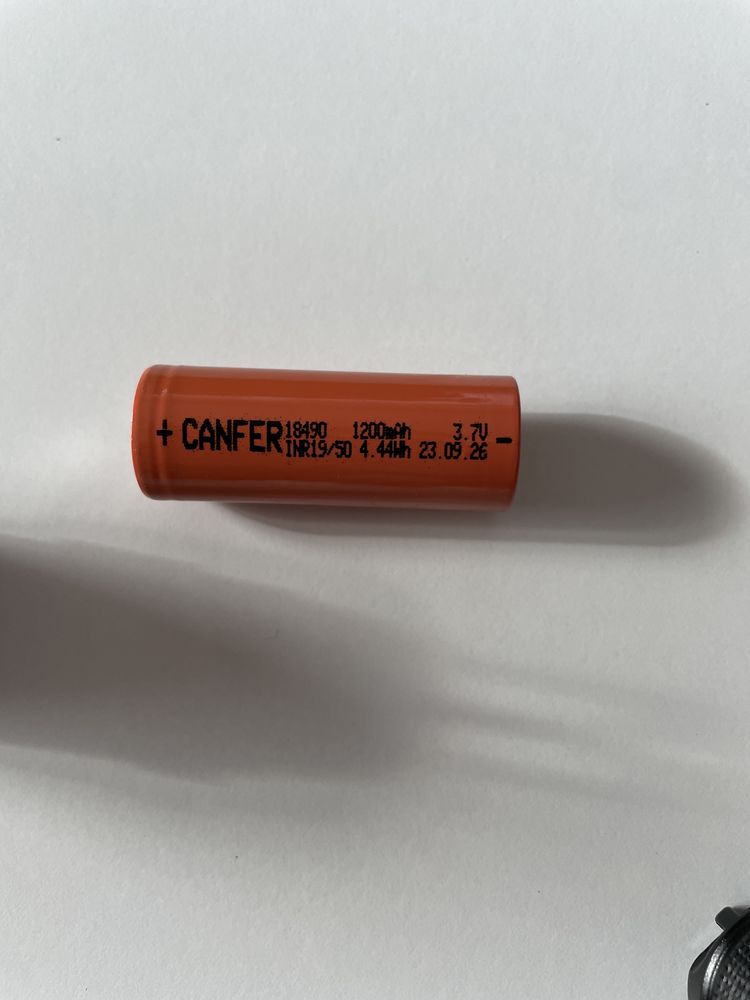 + CANFER 18490 1200mAh 3.7V -
INR19/50 4.44Wh 23.09.26